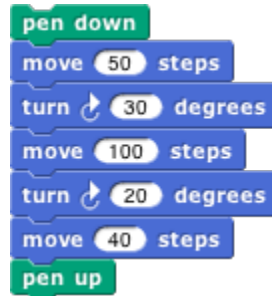 pen down
move 50 steps
turn 30 degrees
move 100 steps
turn 20 degrees
move 40 steps
pen up